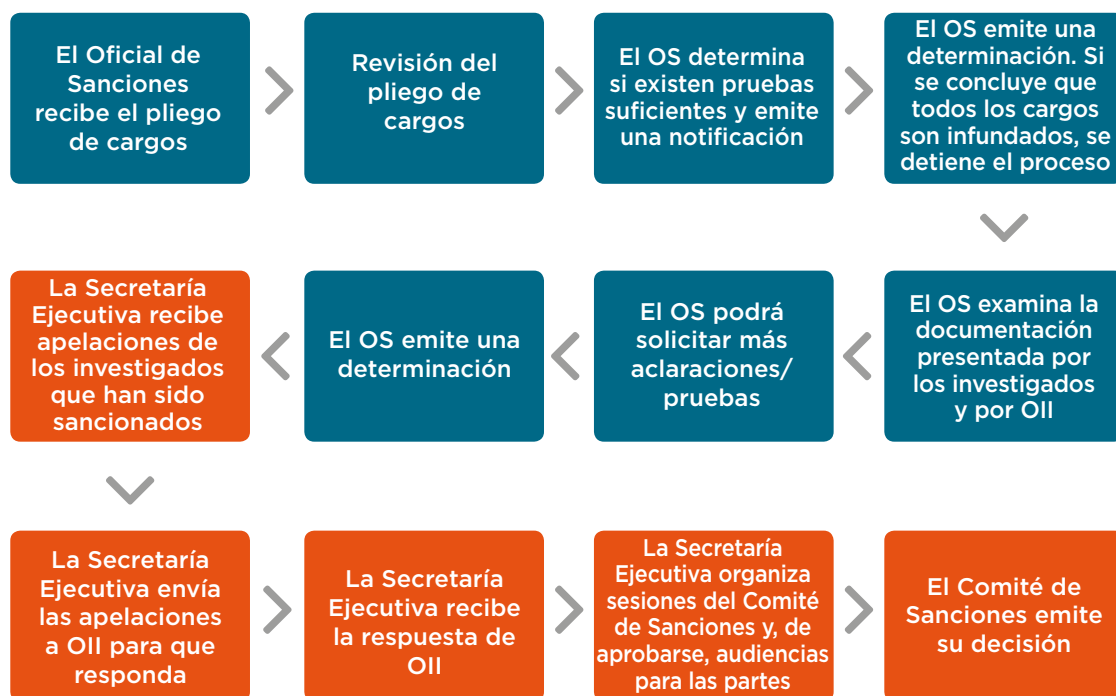 El Oficial de
Sanciones
recibe el pliego
de cargos
Revisión del
pliego de
cargos
El OS determina
si existen pruebas
suficientes y emite
una notificación
El OS emite una
determinación. Si
se concluye que
todos los cargos
son infundados, se
detiene el proceso
El OS examina la
documentación
presentada por
los investigados
y por OII
El OS podrá
solicitar más
aclaraciones/
pruebas
El OS emite una
determinación
La Secretaría
Ejecutiva recibe
apelaciones de
los investigados
que han sido
sancionados
La Secretaría
Ejecutiva envía
las apelaciones
a OII para que
responda
La Secretaría
Ejecutiva recibe
la respuesta de
OII
La Secretaría
Ejecutiva organiza
sesiones del Comité
de Sanciones y, de
aprobarse, audiencias
para las partes
El Comité de
Sanciones emite
su decisión